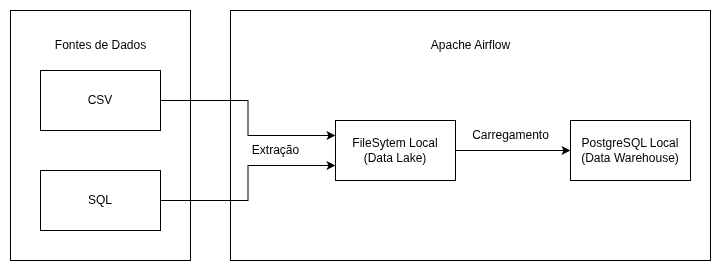 Fontes de Dados
CSV
SQL
Apache Airflow
Extração
FileSytem Local
(Data Lake)
Carregamento
PostgreSQL Local
(Data Warehouse)